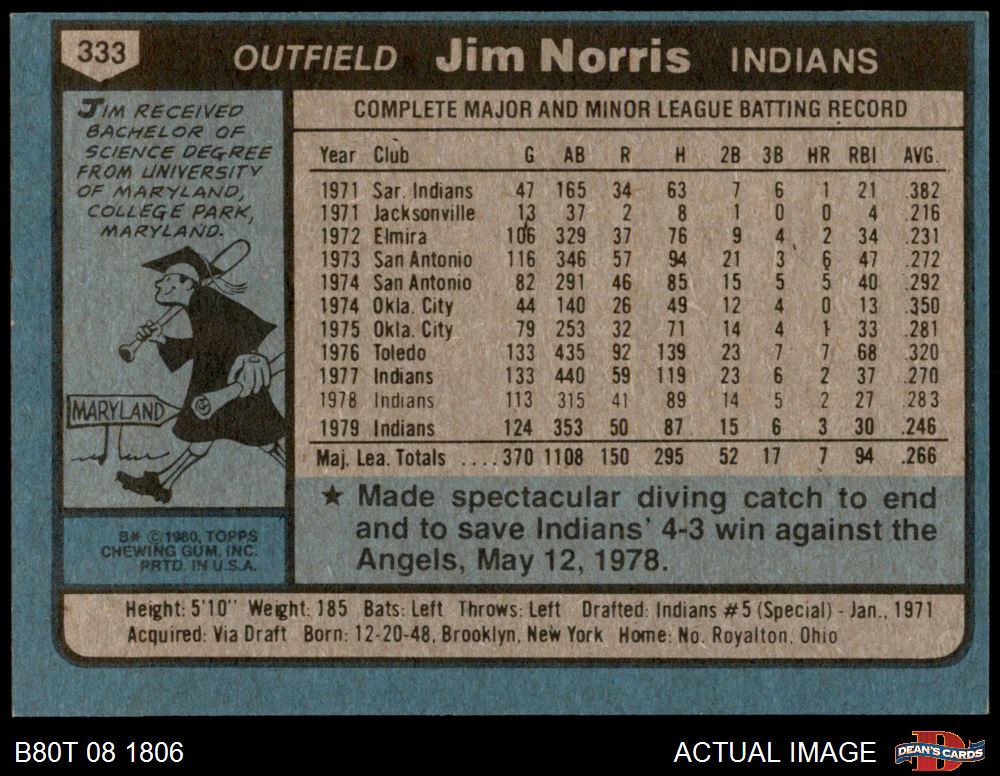 333
OUTFIELD Jim Norris INDIANS
JIM RECEIVED
BACHELOR OF
SCIENCE DEGREE
FROM UNIVERSITY
OF MARYLAND,
COLLEGE PARK,
MARYLAND.
MARYLAND
B* © 1980, TOPPS
CHEWING GUM, INC.
PRTD. IN U.S.A.
COMPLETE MAJOR AND MINOR LEAGUE BATTING RECORD
Year Club G AB R H 2B 3B HR RBI AVG.
1971 Sar. Indians 47 165 34 63 7 6 1 21 .382
1971 Jacksonville 13 37 2 8 1 0 0 4 .216
1972 Elmira 106 329 37 76 9 4 2 34 .231
1973 San Antonio 116 346 57 94 21 3 6 47 .272
1974 San Antonio 82 291 46 85 15 5 5 40 .292
1974 Okla. City 44 140 26 49 12 4 0 13 .350
1975 Okla. City 79 253 32 71 14 4 1 33 .281
1976 Toledo 133 435 92 139 23 7 7 68 .320
1977 Indians 133 440 59 119 23 6 2 37 .270
1978 Indians 113 315 41 89 14 5 2 27 .283
1979 Indians 124 353 50 87 15 6 3 30 .246
Maj. Lea. Totals .... 370 1108 150 295 52 17 7 94 .266
★ Made spectacular diving catch to end
and to save Indians' 4-3 win against the
Angels, May 12, 1978.
Height: 5'10" Weight: 185 Bats: Left Throws: Left Drafted: Indians #5 (Special) - Jan., 1971
Acquired: Via Draft Born: 12-20-48, Brooklyn, New York Home: No. Royalton, Ohio
B80T 08 1806 ACTUAL IMAGE DEAN'S CARDS